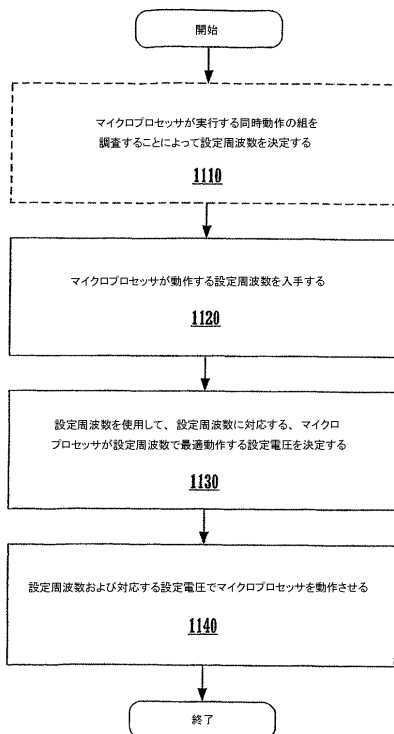 開始
マイクロプロセッサが実行する同時動作の組を
調査することによって設定周波数を決定する
1110
マイクロプロセッサが動作する設定周波数を入手する
1120
設定周波数を使用して、設定周波数に対応する、マイクロ
プロセッサが設定周波数で最適動作する設定電圧を決定する
1130
設定周波数および対応する設定電圧でマイクロプロセッサを動作させる
1140
終了